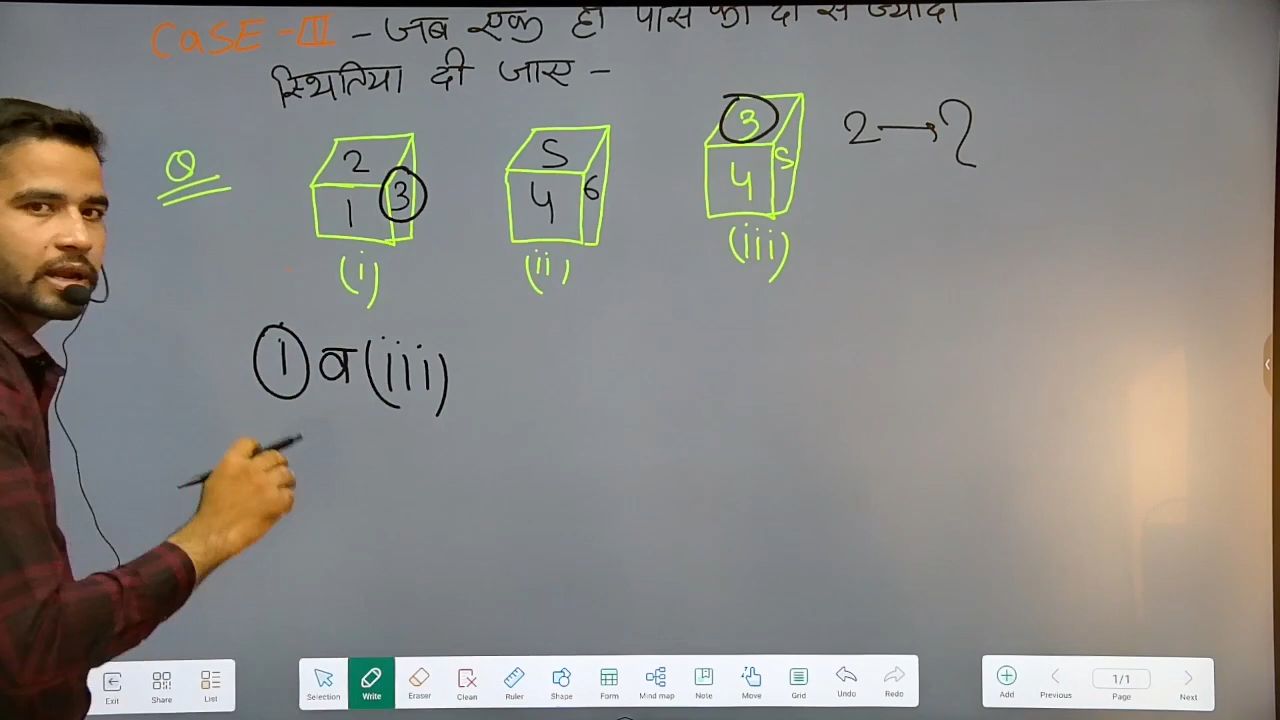 CaSE-III - जब एक ही पासे की दो से ज्यादा
स्थितिया दी जाए -
Q
2
1
3
(i)
5
4
6
(ii)
3
4
5
(iii)
2→?
i व (iii)
Exit
Share
List
Selection
Write
Eraser
Clean
Ruler
Shape
Form
Mind map
Note
Move
Grid
Undo
Redo
Add
Previous
1/1
Page
Next